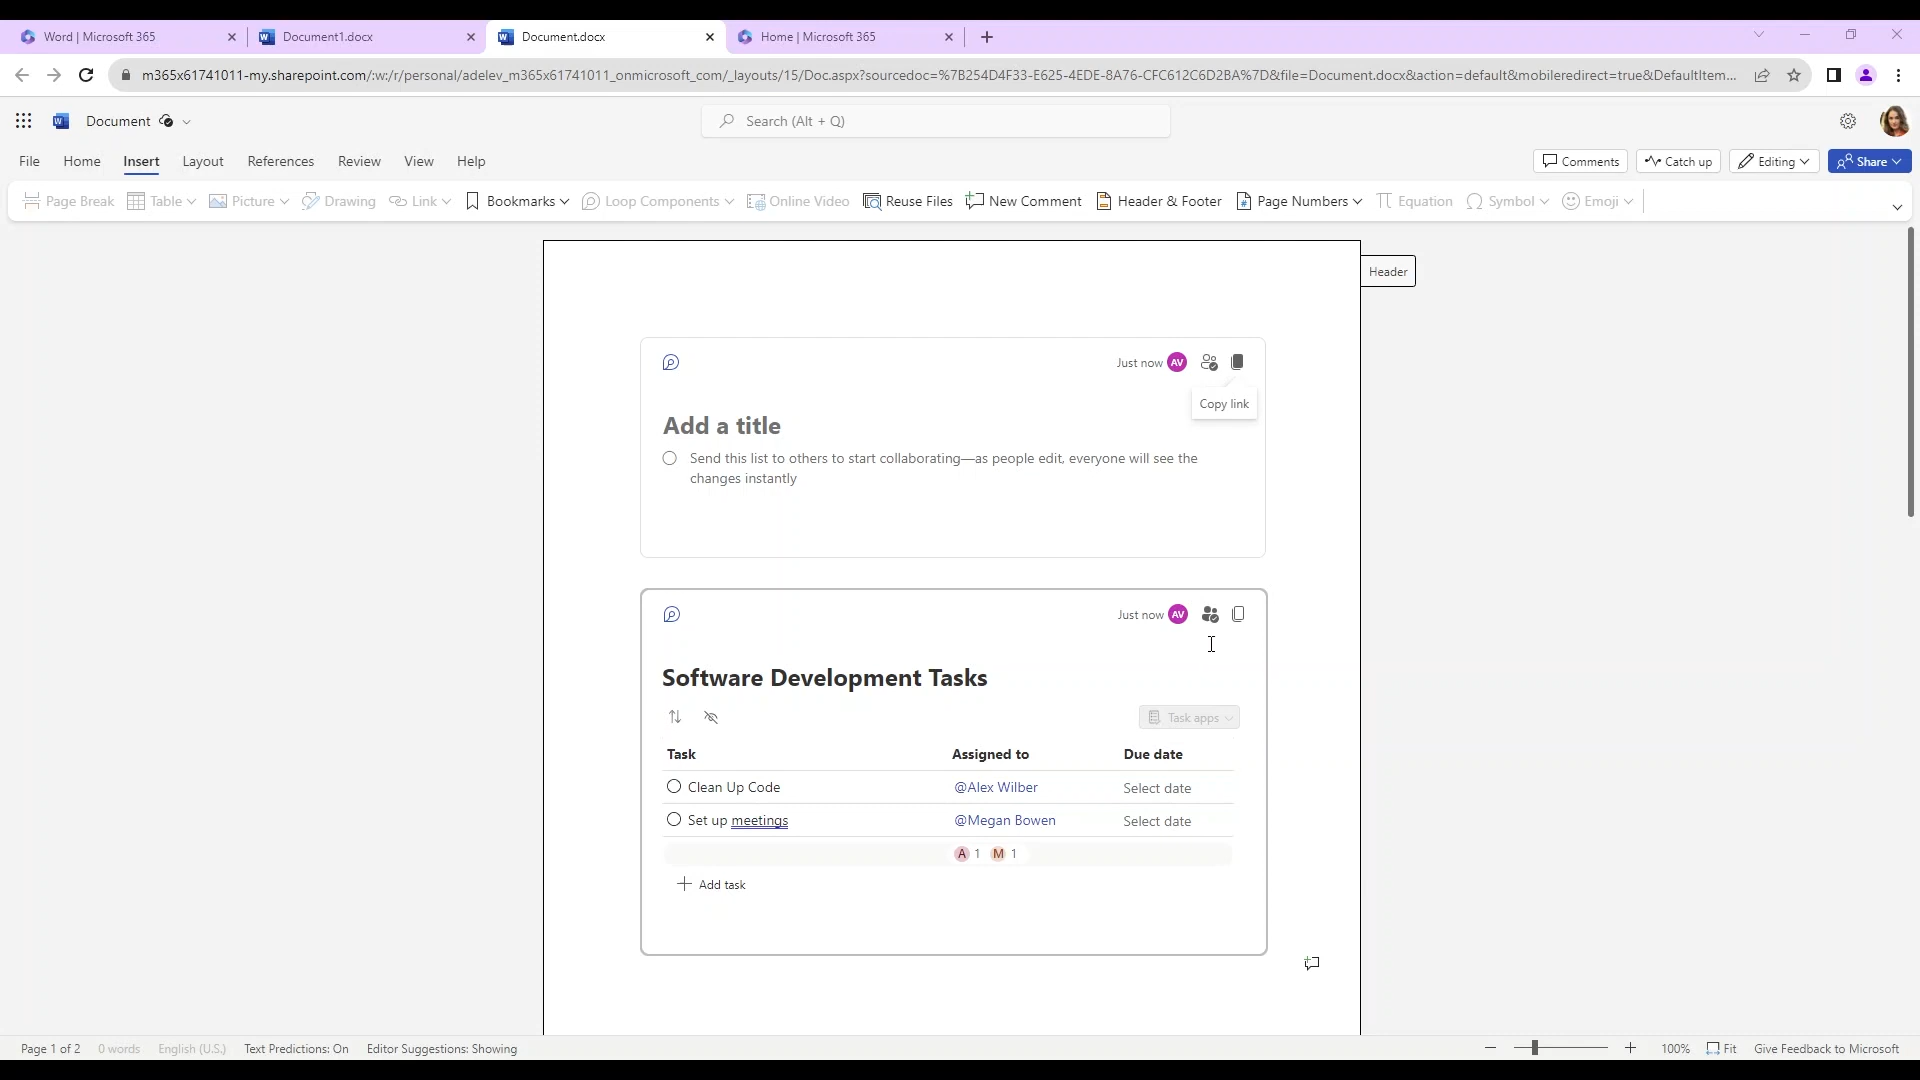 Word | Microsoft 365
Document1.docx
Document.docx
Home | Microsoft 365
m365x61741011-my.sharepoint.com/:w:/r/personal/adelev_m365x61741011_onmicrosoft_com/_layouts/15/Doc.aspx?sourcedoc=%7B254D4F33-E625-4EDE-8A76-CFC612C6D2BA%7D&file=Document.docx&action=default&mobileredirect=true&DefaultItem...
Document
Search (Alt + Q)
File Home Insert Layout References Review View Help
Comments Catch up Editing Share
Page Break Table Picture Drawing Link Bookmarks Loop Components Online Video Reuse Files New Comment Header & Footer Page Numbers Equation Symbol Emoji
Header
Just now AV
Copy link
Add a title
Send this list to others to start collaborating—as people edit, everyone will see the
changes instantly
Just now AV
Software Development Tasks
Task apps
Task Assigned to Due date
Clean Up Code @Alex Wilber Select date
Set up meetings @Megan Bowen Select date
A 1 M 1
Add task
Page 1 of 2 0 words English (U.S.) Text Predictions: On Editor Suggestions: Showing 100% Fit Give Feedback to Microsoft